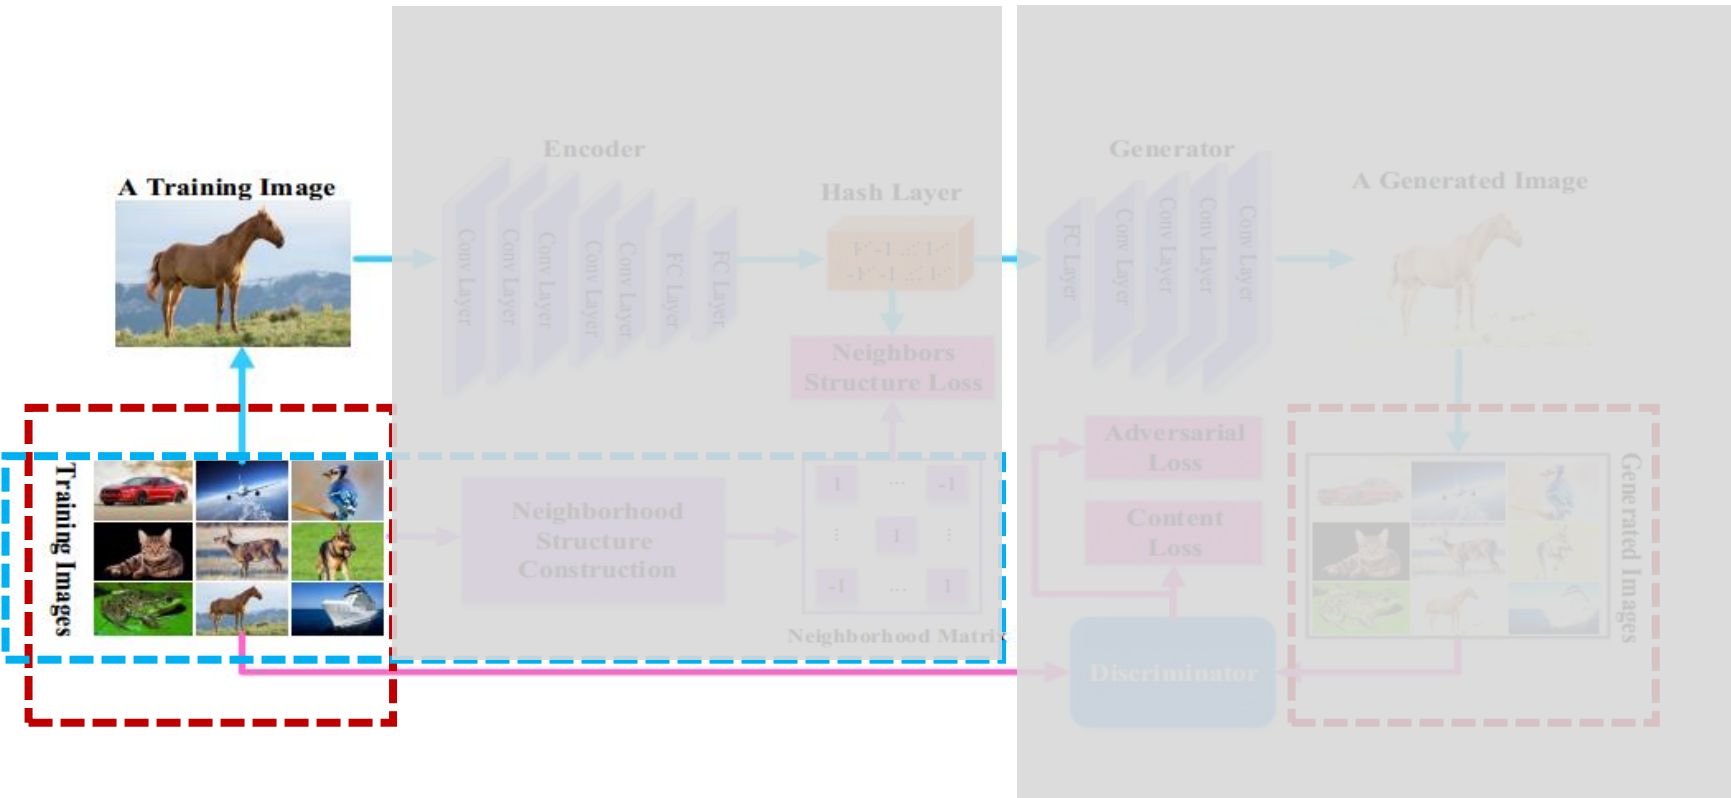 Encoder
Generator
A Training Image
Hash Layer
A Generated Image
Conv Layer
Conv Layer
Conv Layer
Conv Layer
Conv Layer
FC Layer
FC Layer
FC Layer
Conv Layer
Conv Layer
Conv Layer
Conv Layer
Neighbors
Structure Loss
Adversarial
Loss
Content
Loss
Training Images
Neighborhood
Structure
Construction
1 ... -1
⋮ 1 ⋮
-1 ... 1
Neighborhood Matrix
Generated Images
Discriminator